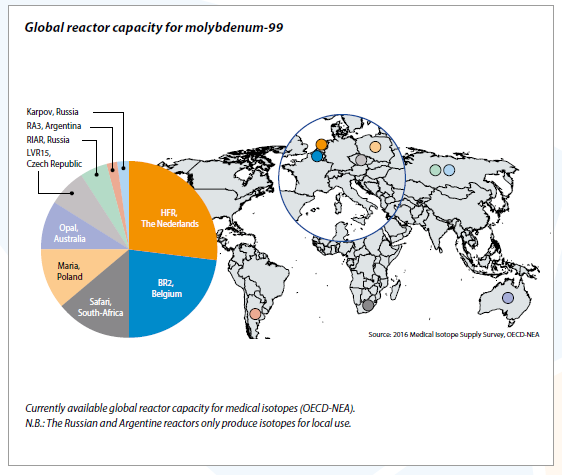 Global reactor capacity for molybdenum-99
Karpov, Russia
RA3, Argentina
RIAR, Russia
LVR15,
Czech Republic
Opal,
Australia
Maria,
Poland
Safari,
South-Africa
HFR,
The Nederlands
BR2,
Belgium
Source: 2016 Medical Isotope Supply Survey, OECD-NEA
Currently available global reactor capacity for medical isotopes (OECD-NEA).
N.B.: The Russian and Argentine reactors only produce isotopes for local use.